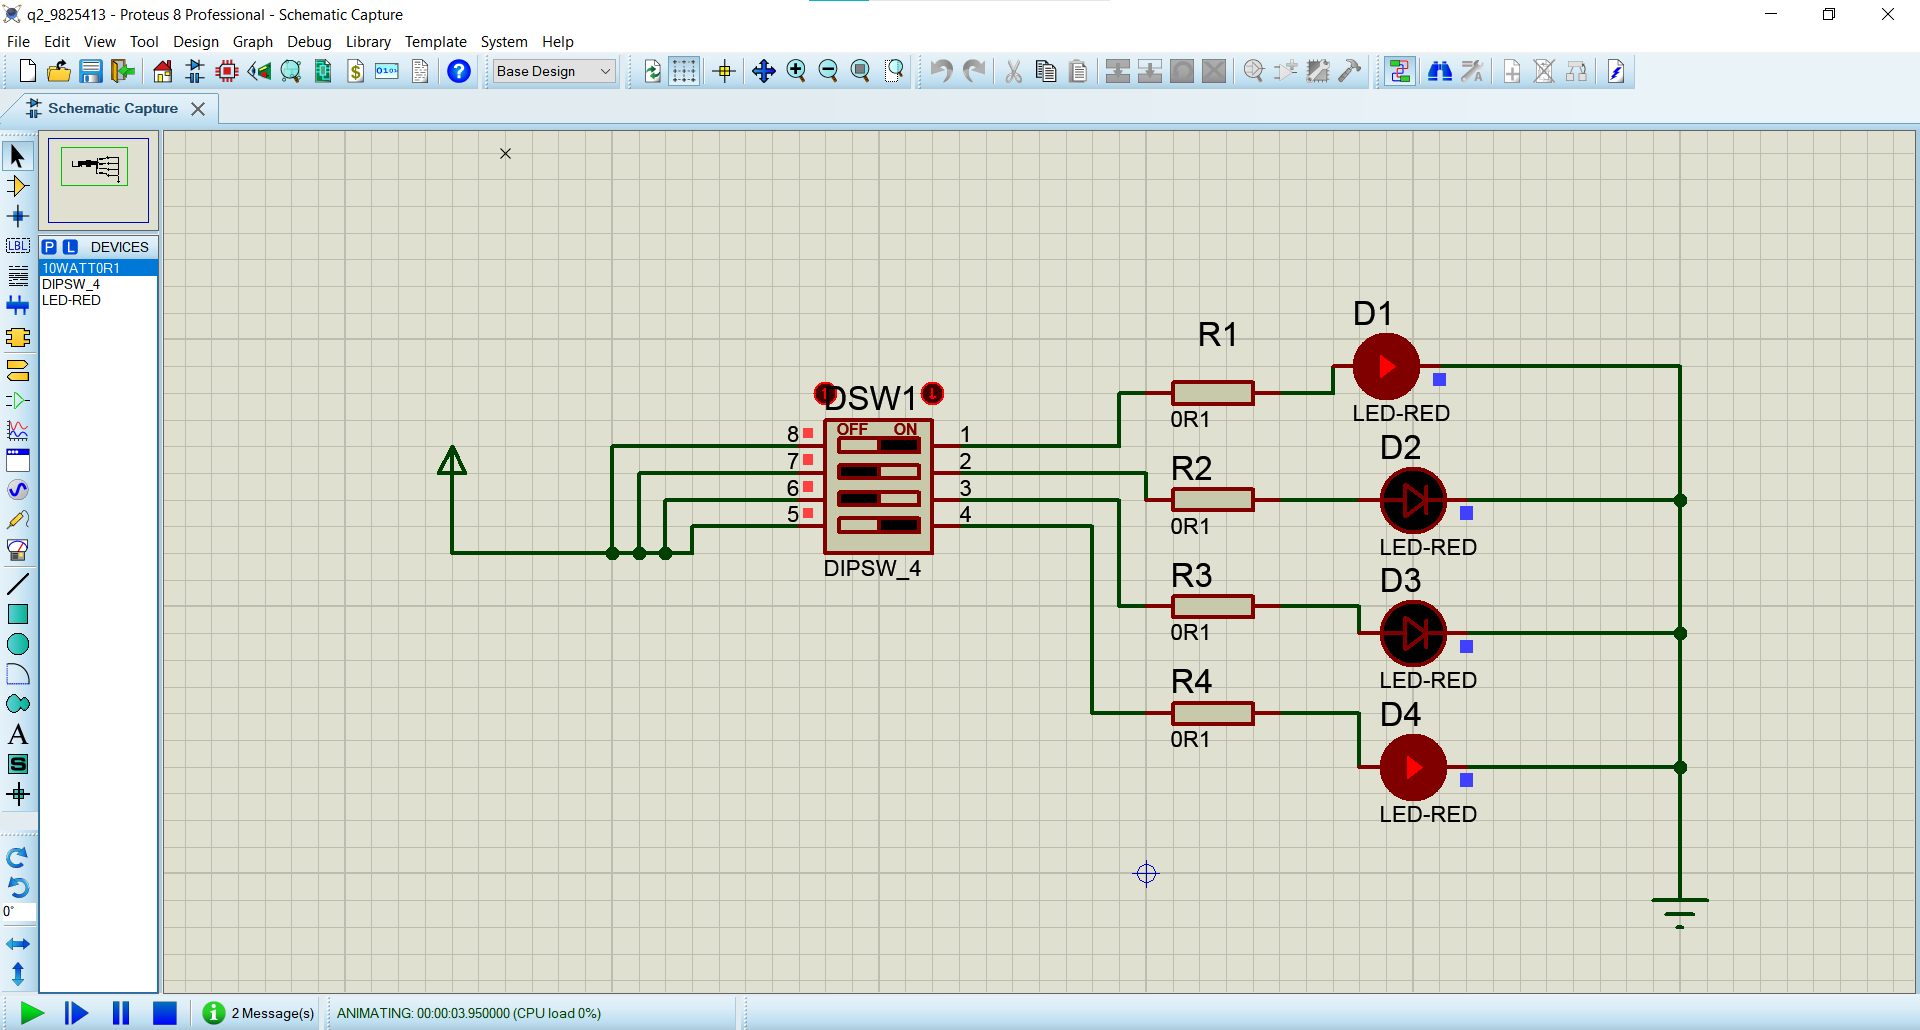 q2_9825413 - Proteus 8 Professional - Schematic Capture
File Edit View Tool Design Graph Debug Library Template System Help
Base Design
Schematic Capture
P L DEVICES
10WATT0R1
DIPSW_4
LED-RED
LBL
A
S
0°
DSW1
OFF ON
8 1
7 2
6 3
5 4
DIPSW_4
R1
0R1
R2
0R1
R3
0R1
R4
0R1
D1
LED-RED
D2
LED-RED
D3
LED-RED
D4
LED-RED
2 Message(s) ANIMATING: 00:00:03.950000 (CPU load 0%)